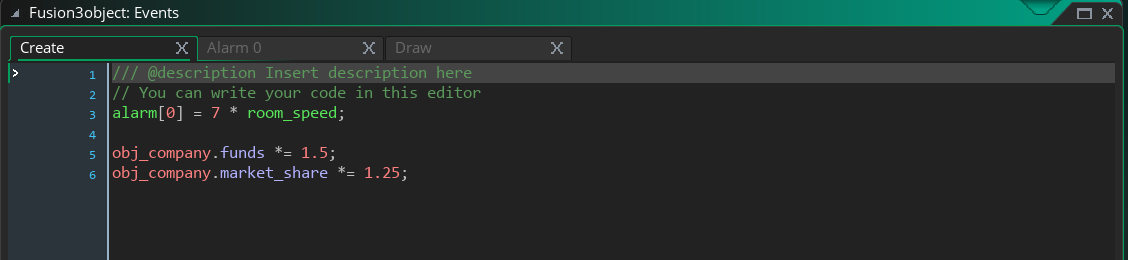 Fusion3object: Events
Create X Alarm 0 X Draw X
1 /// @description Insert description here
2 // You can write your code in this editor
3 alarm[0] = 7 * room_speed;
4
5 obj_company.funds *= 1.5;
6 obj_company.market_share *= 1.25;